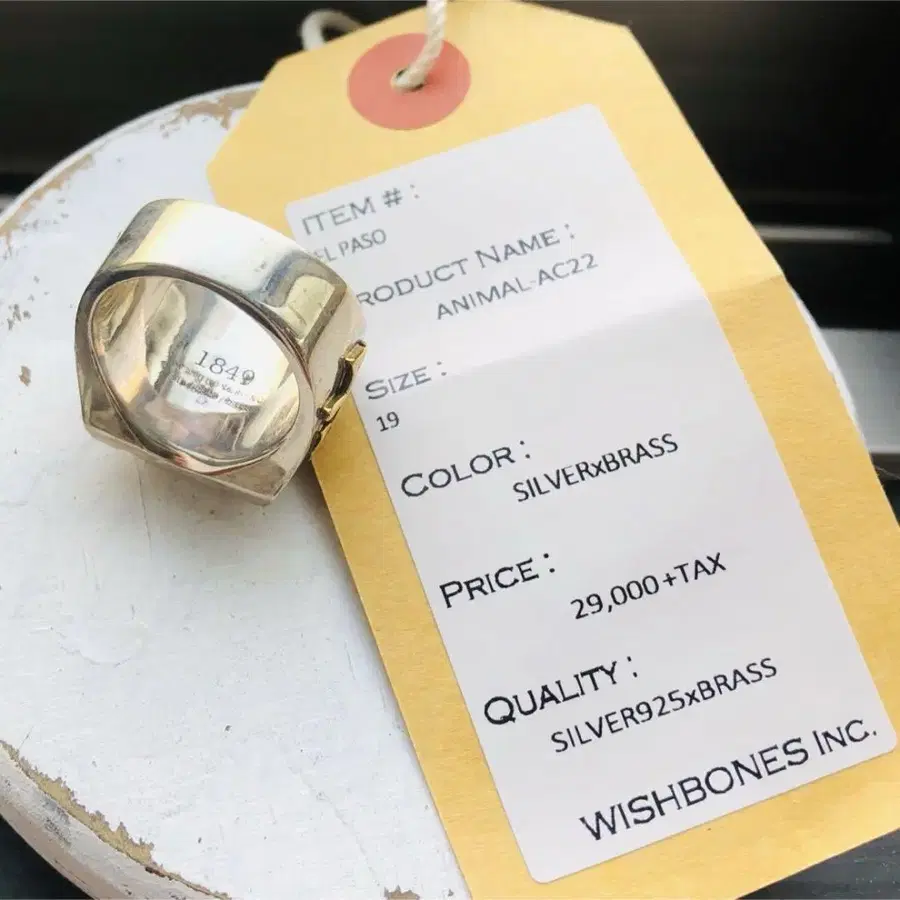 ITEM # :
EL PASO
PRODUCT NAME :
ANIMAL-AC22
SIZE :
19
COLOR :
SILVERxBRASS
PRICE :
29,000+TAX
QUALITY :
SILVER925xBRASS
WISHBONES INC.
1849